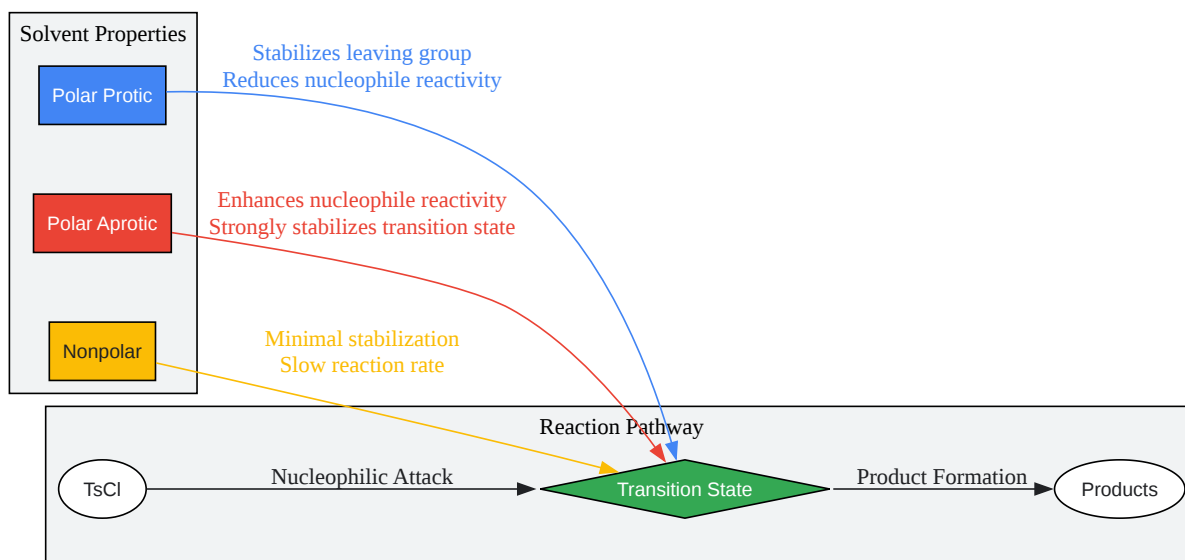 Solvent Properties
Polar Protic
Stabilizes leaving group
Reduces nucleophile reactivity
Polar Aprotic
Enhances nucleophile reactivity
Strongly stabilizes transition state
Nonpolar
Minimal stabilization
Slow reaction rate
Reaction Pathway
TsCl
Nucleophilic Attack
Transition State
Product Formation
Products